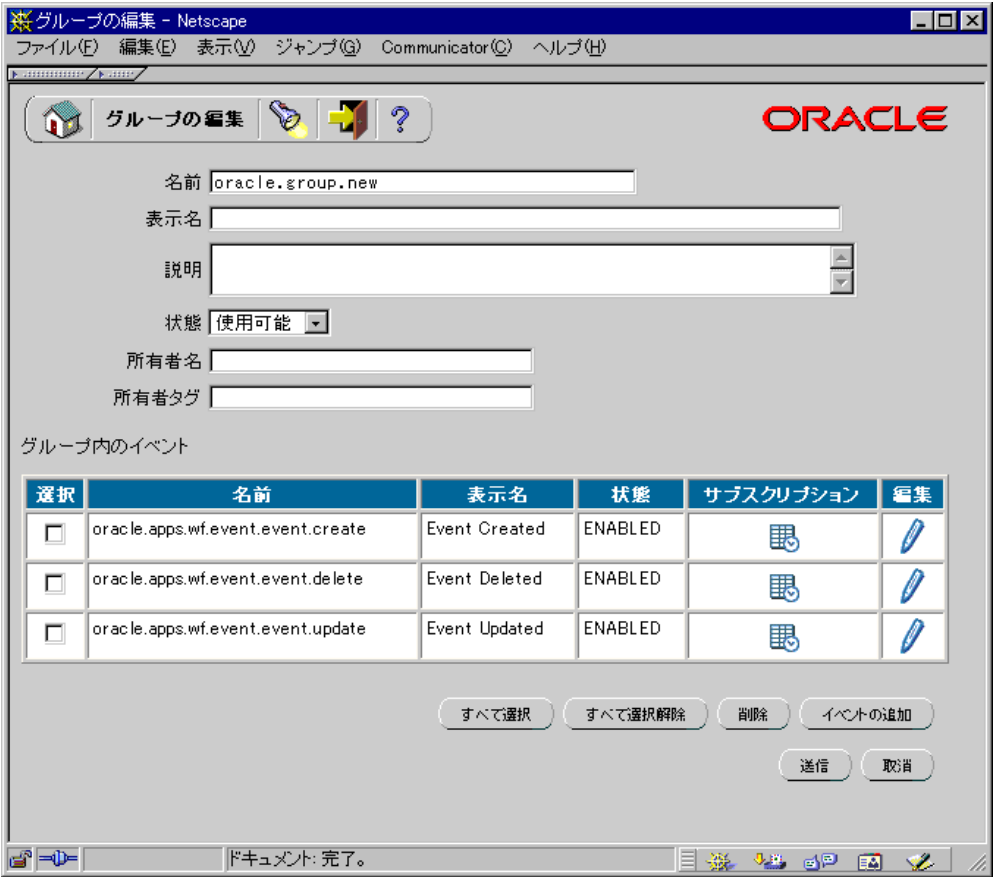 グループの編集 - Netscape
ファイル(F) 編集(E) 表示(V) ジャンプ(G) Communicator(C) ヘルプ(H)
グループの編集 ? ORACLE
名前 oracle.group.new
表示名
説明
状態 使用可能
所有者名
所有者タグ
グループ内のイベント
選択 名前 表示名 状態 サブスクリプション 編集
oracle.apps.wf.event.event.create Event Created ENABLED
oracle.apps.wf.event.event.delete Event Deleted ENABLED
oracle.apps.wf.event.event.update Event Updated ENABLED
すべて選択 すべて選択解除 削除 イベントの追加
送信 取消
ドキュメント: 完了。